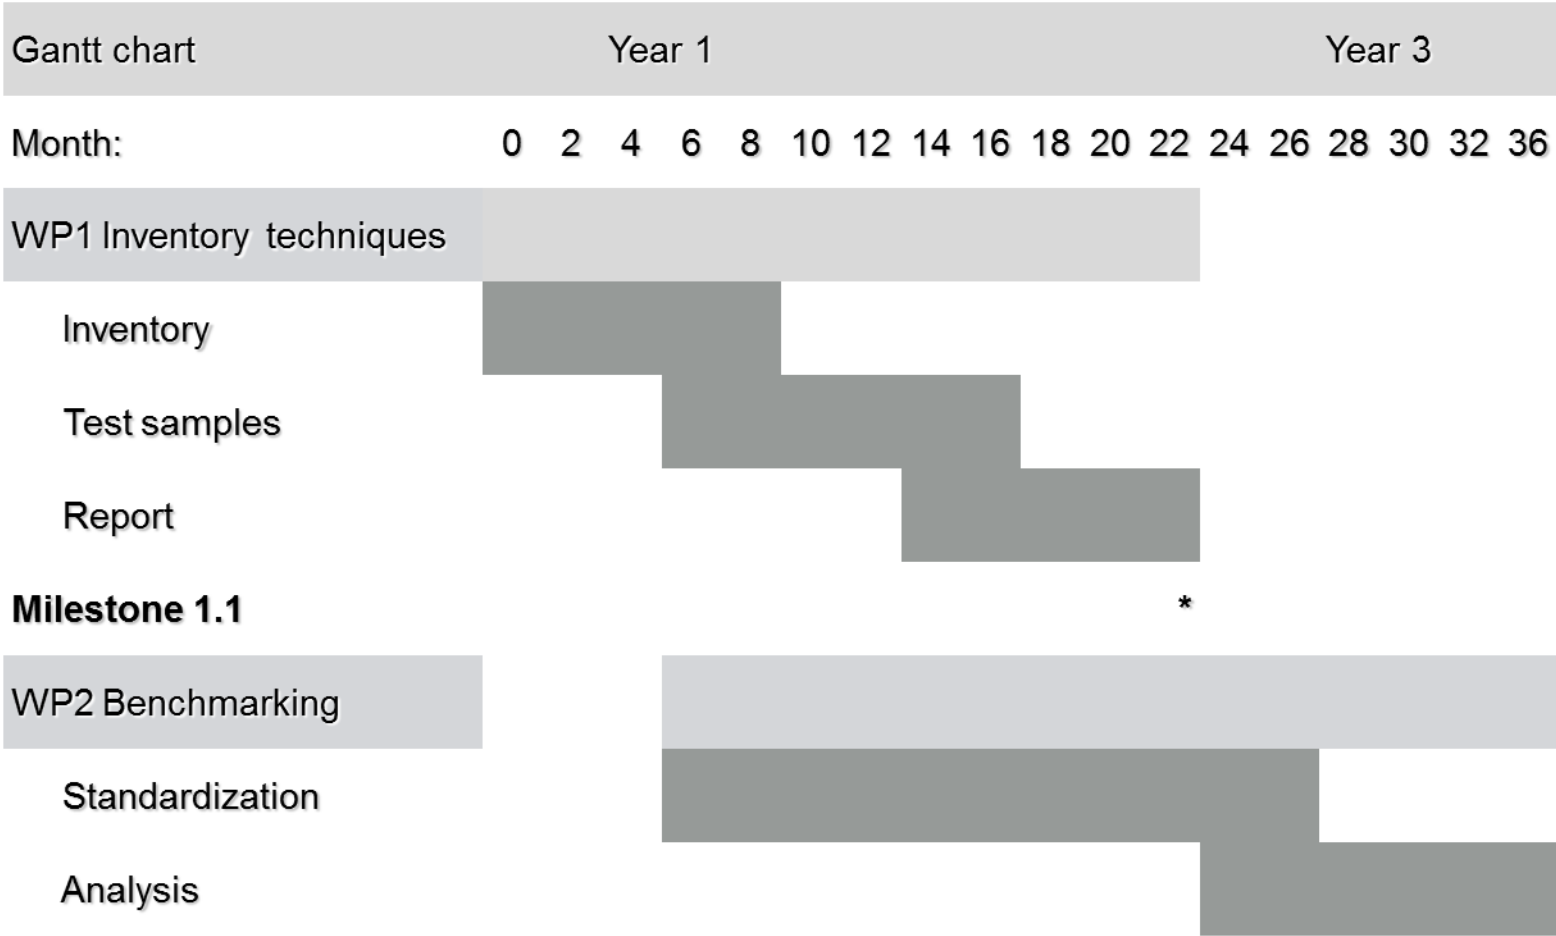 Gantt chart Year 1 Year 3
Month: 0 2 4 6 8 10 12 14 16 18 20 22 24 26 28 30 32 36
WP1 Inventory techniques
Inventory
Test samples
Report
Milestone 1.1 *
WP2 Benchmarking
Standardization
Analysis